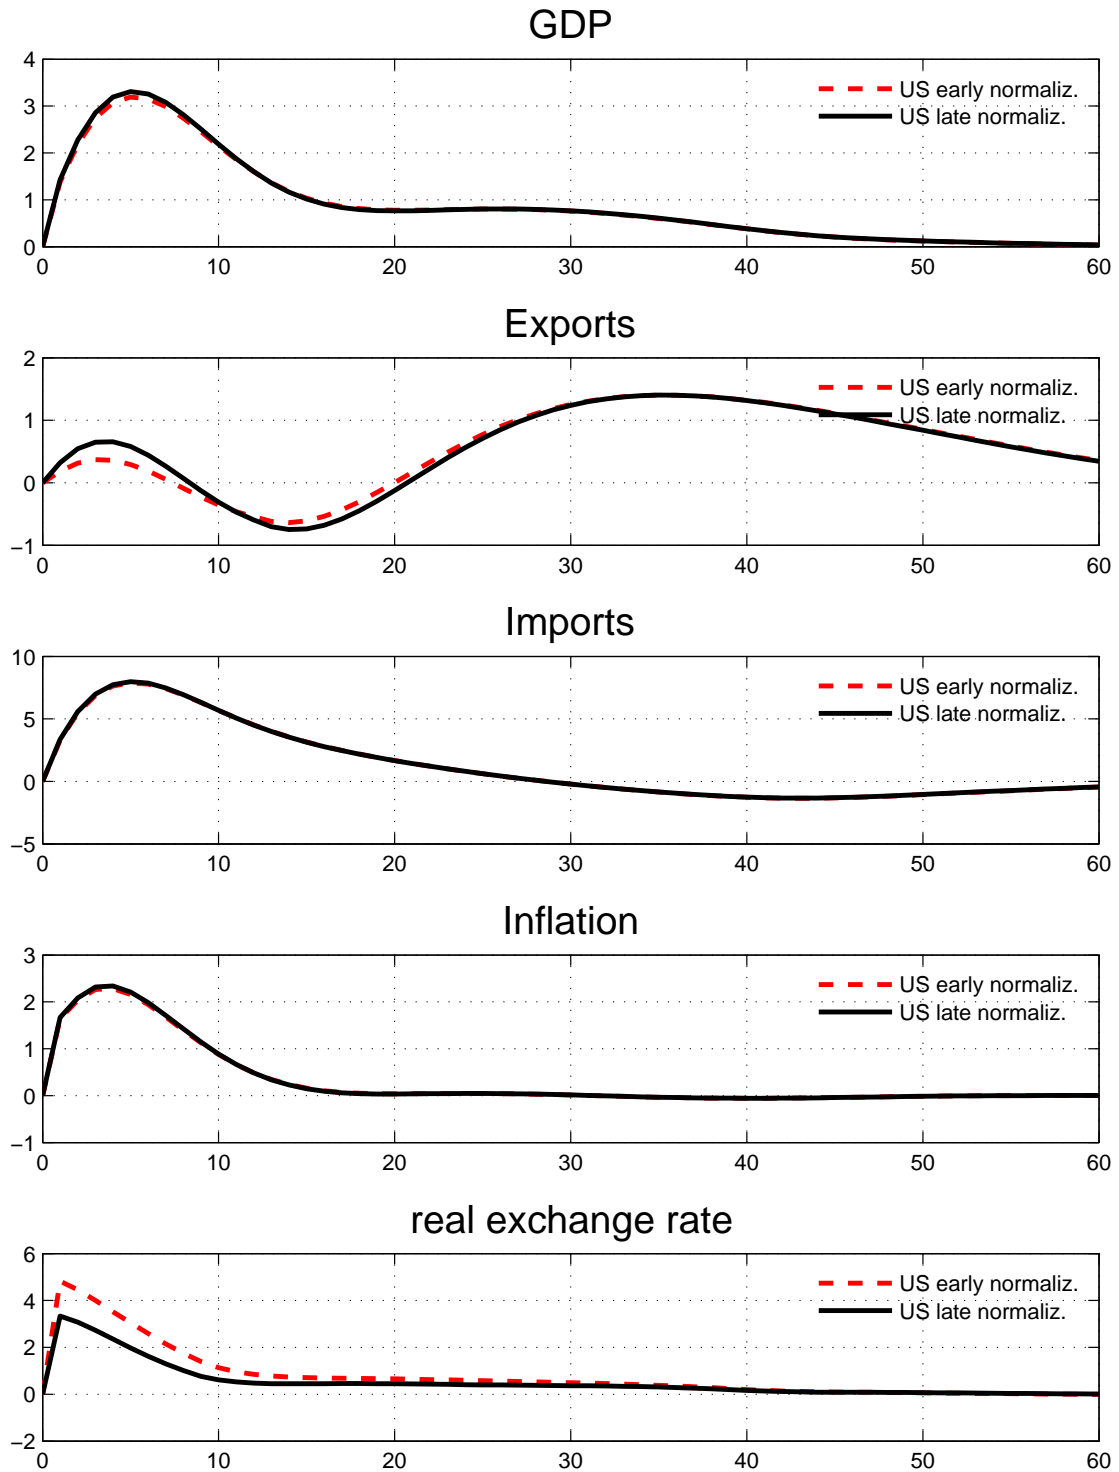 GDP
4
3
2
1
0
US early normaliz.
US late normaliz.
0 10 20 30 40 50 60
Exports
2
1
0
−1
US early normaliz.
US late normaliz.
0 10 20 30 40 50 60
Imports
10
5
0
−5
US early normaliz.
US late normaliz.
0 10 20 30 40 50 60
Inflation
3
2
1
0
−1
US early normaliz.
US late normaliz.
0 10 20 30 40 50 60
real exchange rate
6
4
2
0
−2
US early normaliz.
US late normaliz.
0 10 20 30 40 50 60